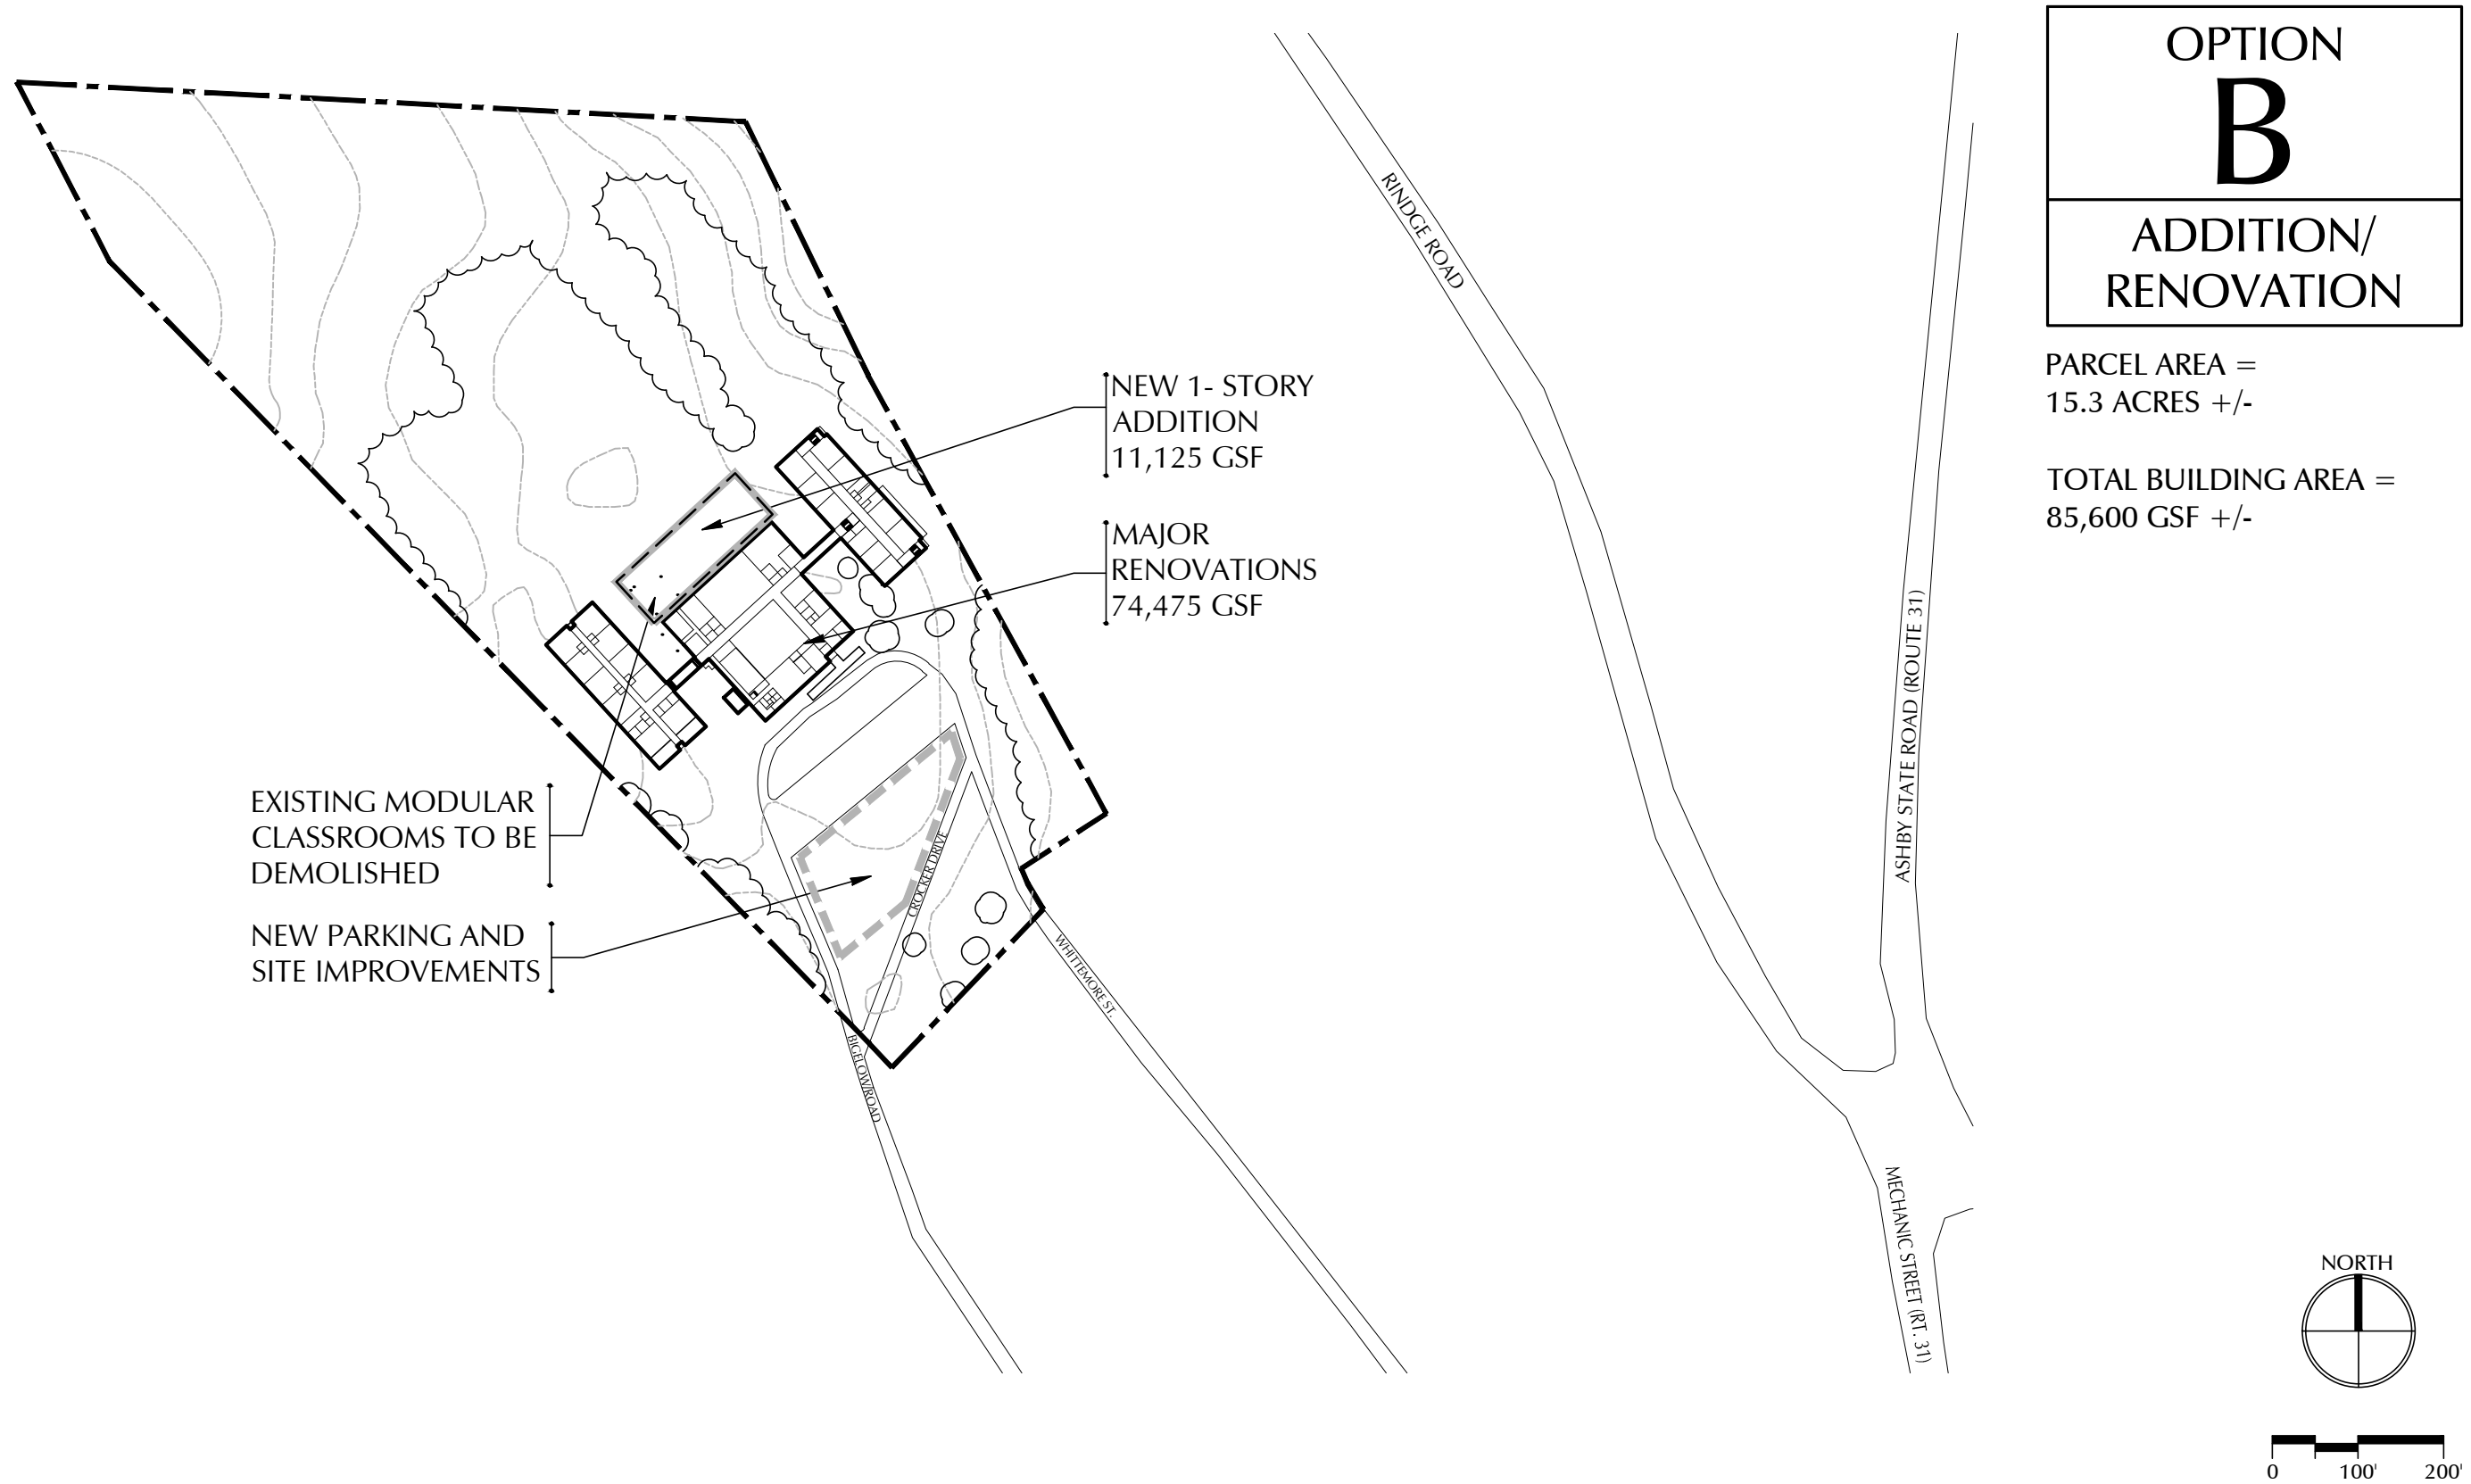 OPTION
B
ADDITION/
RENOVATION
PARCEL AREA =
15.3 ACRES +/-
TOTAL BUILDING AREA =
85,600 GSF +/-
RINDGE ROAD
NEW 1- STORY
ADDITION
11,125 GSF
MAJOR
RENOVATIONS
74,475 GSF
ASHBY STATE ROAD (ROUTE 31)
EXISTING MODULAR
CLASSROOMS TO BE
DEMOLISHED
CROCKER DRIVE
NEW PARKING AND
SITE IMPROVEMENTS
WHITTEMORE ST.
BIGELOW/ROAD
MECHANIC STREET (RT. 31)
NORTH
0 100' 200'